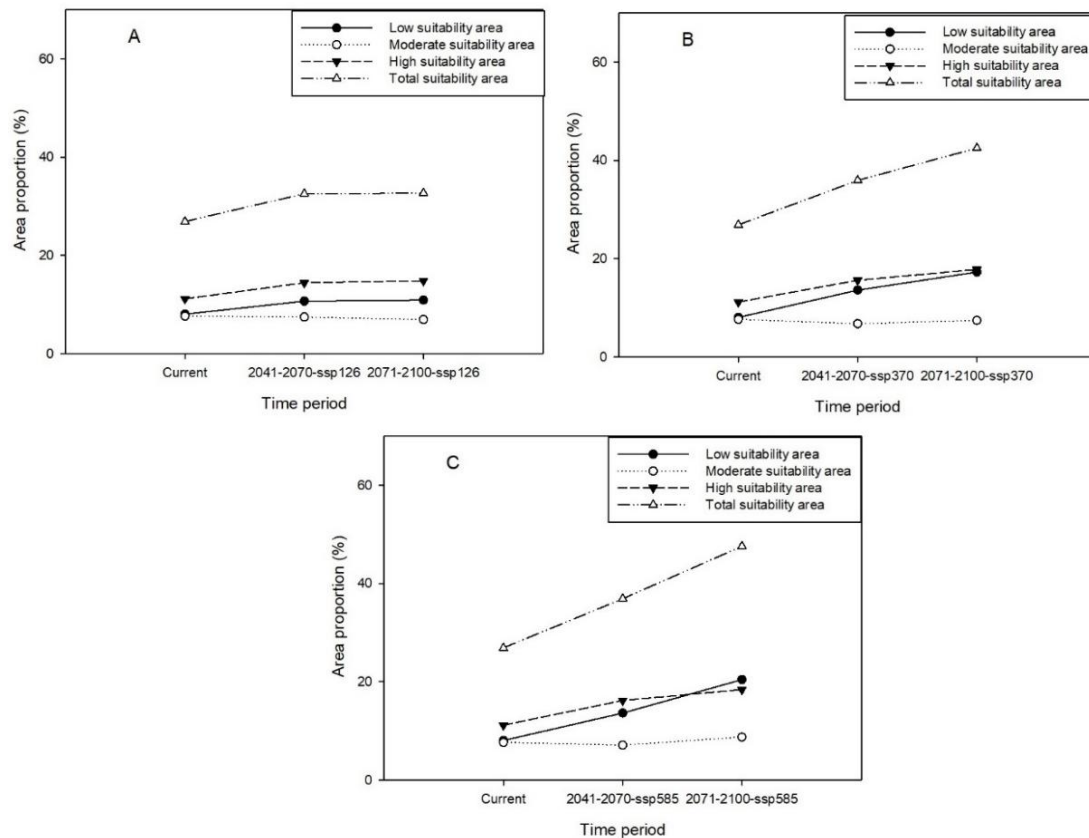 A
Low suitability area
Moderate suitability area
High suitability area
Total suitability area
60
40
20
0
Area proportion (%)
Current 2041-2070-ssp126 2071-2100-ssp126
Time period
B
Low suitability area
Moderate suitability area
High suitability area
Total suitability area
60
40
20
0
Area proportion (%)
Current 2041-2070-ssp370 2071-2100-ssp370
Time period
C
Low suitability area
Moderate suitability area
High suitability area
Total suitability area
60
40
20
0
Area proportion (%)
Current 2041-2070-ssp585 2071-2100-ssp585
Time period